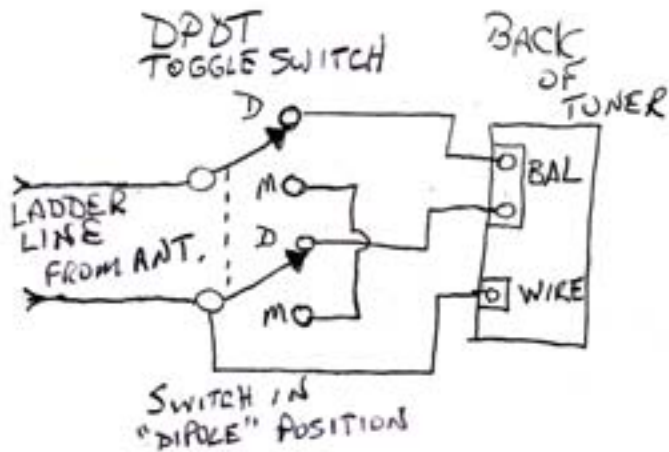 DPDT
TOGGLE SWITCH
BACK
OF
TUNER
D
M
BAL
LADDER
LINE
FROM ANT.
D
M
WIRE
SWITCH IN
"DIPOLE" POSITION